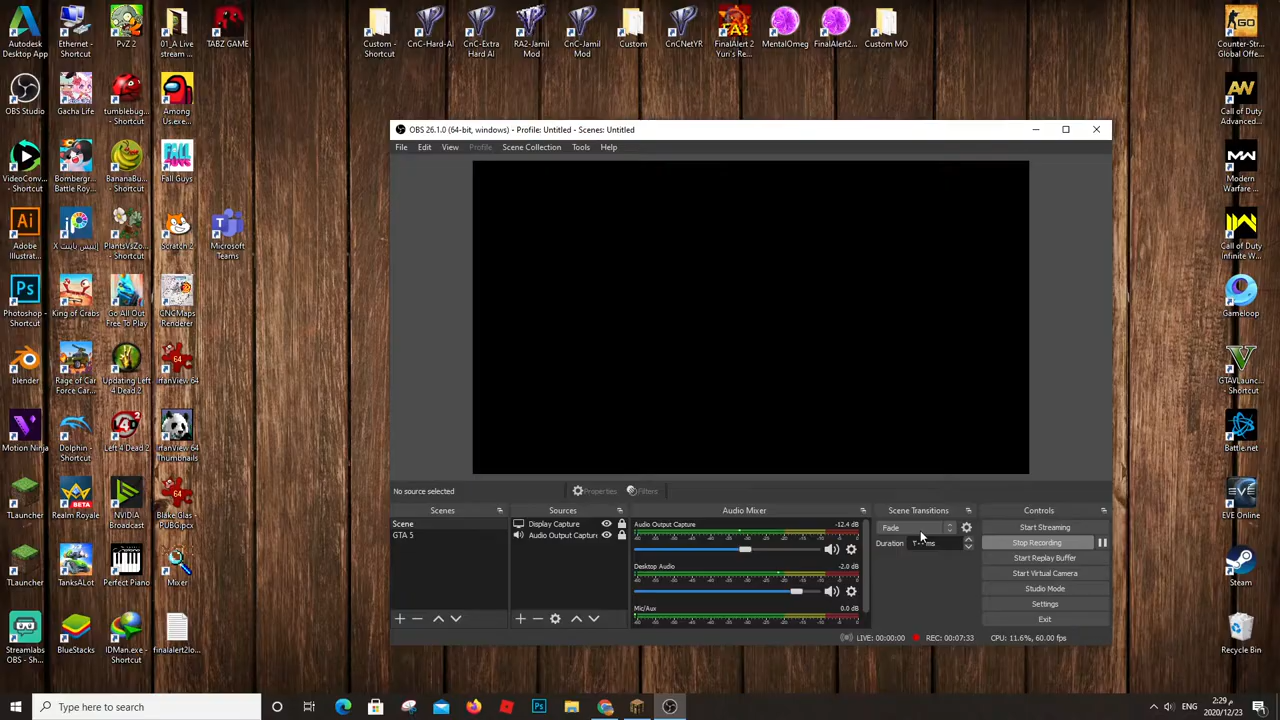 Autodesk Desktop App
Ethernet - Shortcut
PvZ 2
01_A Live stream ...
TABZ GAME
Custom - Shortcut
CnC-Hard-AI
CnC-Extra Hard AI
RA2-Jamil Mod
CnC-Jamil Mod
Custom
CnCNetYR
FinalAlert 2 Yuri's Re...
MentalOmeg...
FinalAlert2...
Custom MO
Counter-Str... Global Offe...
OBS Studio
Gacha Life
tumblebug... - Shortcut
Among Us.exe...
Call of Duty Advanced...
VideoConv... - Shortcut
Bombergr... Battle Roy...
BananaBu... - Shortcut
Fall Guys
Modern Warfare ...
Adobe Illustrat...
PlantsVsZo... - Shortcut
Scratch 2
Microsoft Teams
Call of Duty Infinite W...
Photoshop - Shortcut
King of Crabs
Go All Out Free To Play
CNCMaps Renderer
Gameloop
blender
Rage of Car Force Car...
Updating Left 4 Dead 2
IrfanView 64
GTAVLaunc... - Shortcut
Motion Ninja
Dolphin - Shortcut
Left 4 Dead 2
IrfanView 64 Thumbnails
Battle.net
TLauncher
Realm Royale
NVIDIA Broadcast
Blake Glas - PUBG.pcx
EVE Online
TLauncher
TanksALot
Perfect Piano
Mixer
Steam
Streamlabs OBS - Sh...
BlueStacks
IDMan.exe - Shortcut
finalalert2lo...
Recycle Bin
OBS 26.1.0 (64-bit, windows) - Profile: Untitled - Scenes: Untitled
File Edit View Profile Scene Collection Tools Help
No source selected
Properties Filters
Scenes
Scene
GTA 5
Sources
Display Capture
Audio Output Capture
Audio Mixer
Audio Output Capture -12.4 dB
Desktop Audio -2.0 dB
Mic/Aux 0.0 dB
Scene Transitions
Fade
Duration
Controls
Start Streaming
Stop Recording
Start Replay Buffer
Start Virtual Camera
Studio Mode
Settings
Exit
LIVE: 00:00:00 REC: 00:07:33 CPU: 11.6%, 60.00 fps
Type here to search
ENG
2:29 م
2020/12/23